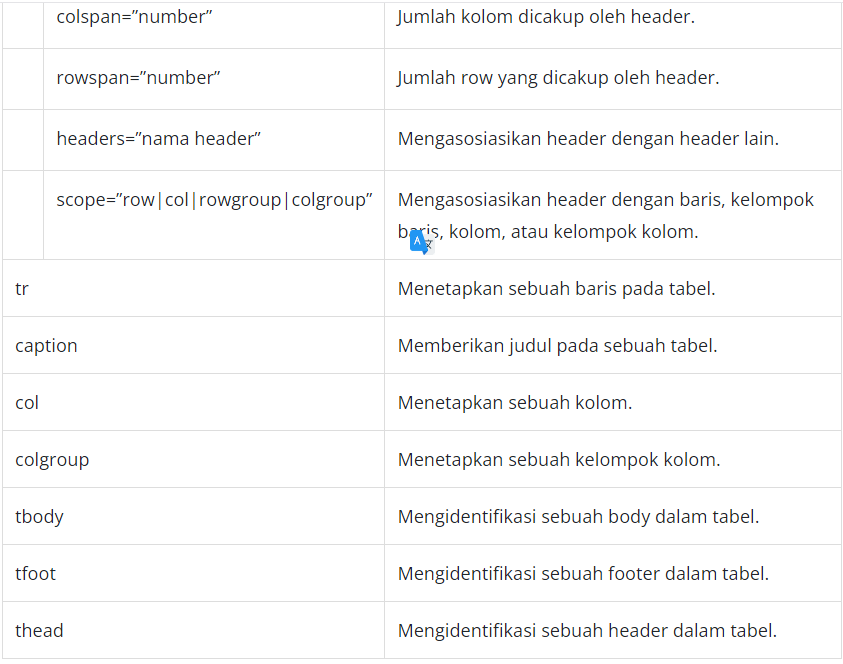 colspan=”number” Jumlah kolom dicakup oleh header.
rowspan=”number” Jumlah row yang dicakup oleh header.
headers=”nama header” Mengasosiasikan header dengan header lain.
scope=”row|col|rowgroup|colgroup” Mengasosiasikan header dengan baris, kelompok
baris, kolom, atau kelompok kolom.
tr Menetapkan sebuah baris pada tabel.
caption Memberikan judul pada sebuah tabel.
col Menetapkan sebuah kolom.
colgroup Menetapkan sebuah kelompok kolom.
tbody Mengidentifikasi sebuah body dalam tabel.
tfoot Mengidentifikasi sebuah footer dalam tabel.
thead Mengidentifikasi sebuah header dalam tabel.